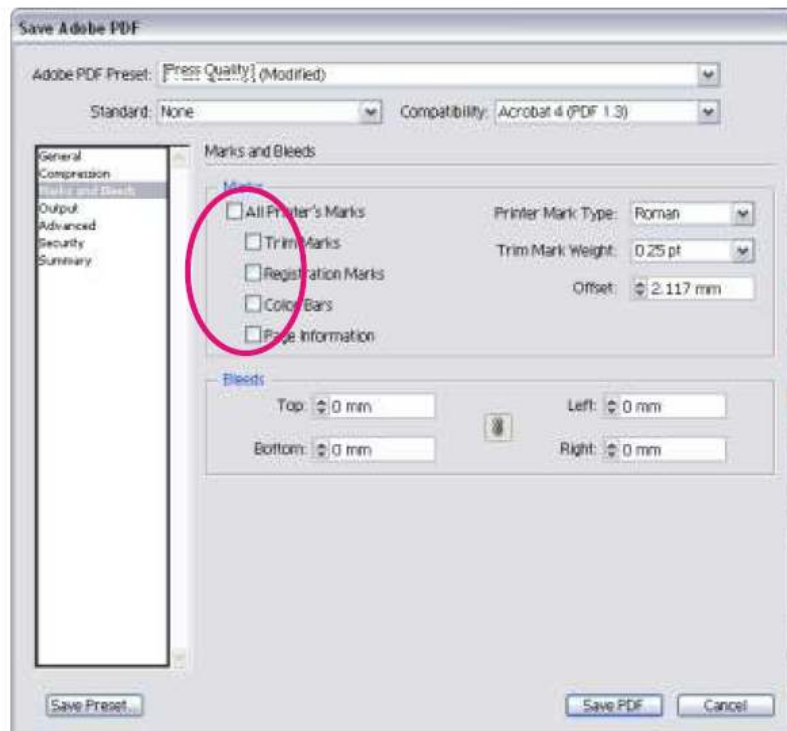 Save Adobe PDF
Adobe PDF Preset: [Press Quality] (Modified)
Standard: None Compatibility: Acrobat 4 (PDF 1.3)
General
Compression
Marks and Bleeds
Output
Advanced
Security
Summary
Marks and Bleeds
Marks
All Printer's Marks
Trim Marks
Registration Marks
Color Bars
Page Information
Printer Mark Type: Roman
Trim Mark Weight: 0.25 pt
Offset: 2.117 mm
Bleeds
Top: 0 mm Left: 0 mm
Bottom: 0 mm Right: 0 mm
Save Preset... Save PDF Cancel